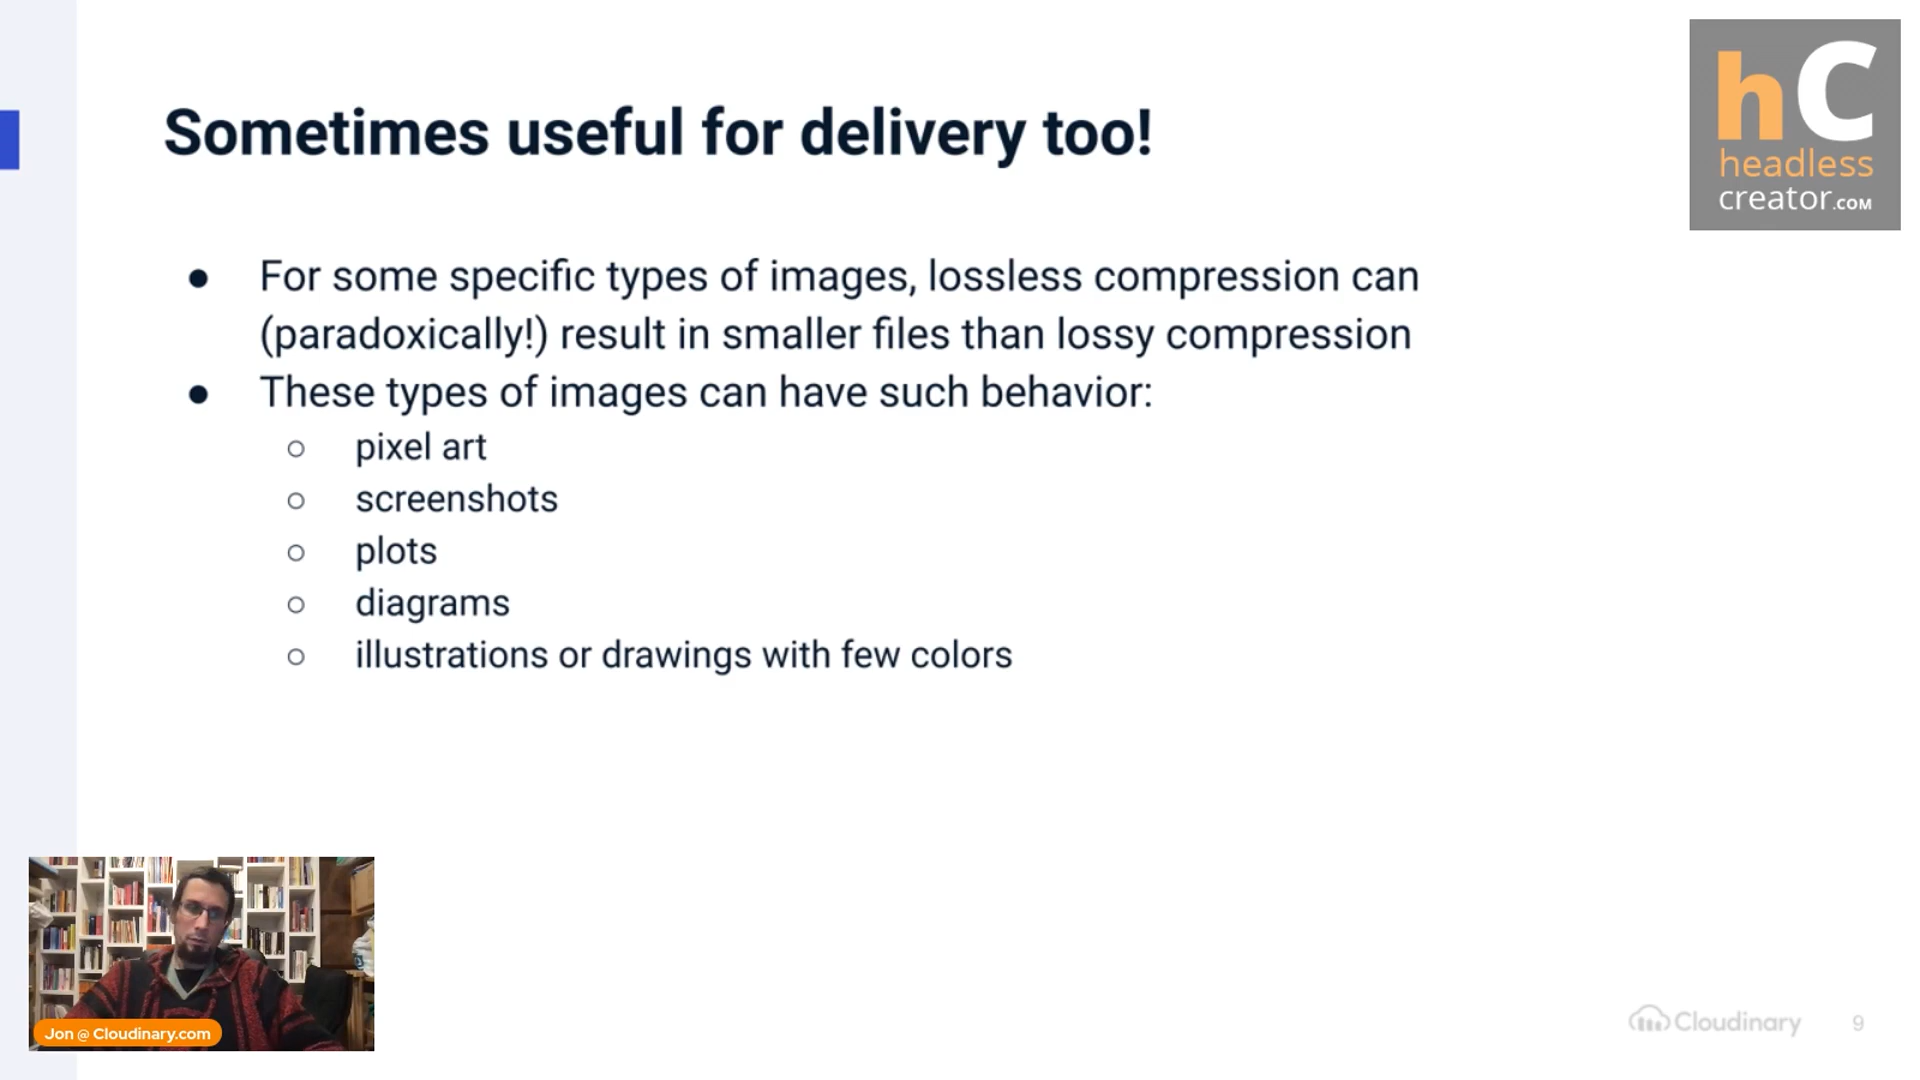 Sometimes useful for delivery too!
hC
headless
creator.COM
● For some specific types of images, lossless compression can
(paradoxically!) result in smaller files than lossy compression
● These types of images can have such behavior:
○ pixel art
○ screenshots
○ plots
○ diagrams
○ illustrations or drawings with few colors
Jon @ Cloudinary.com
Cloudinary 9